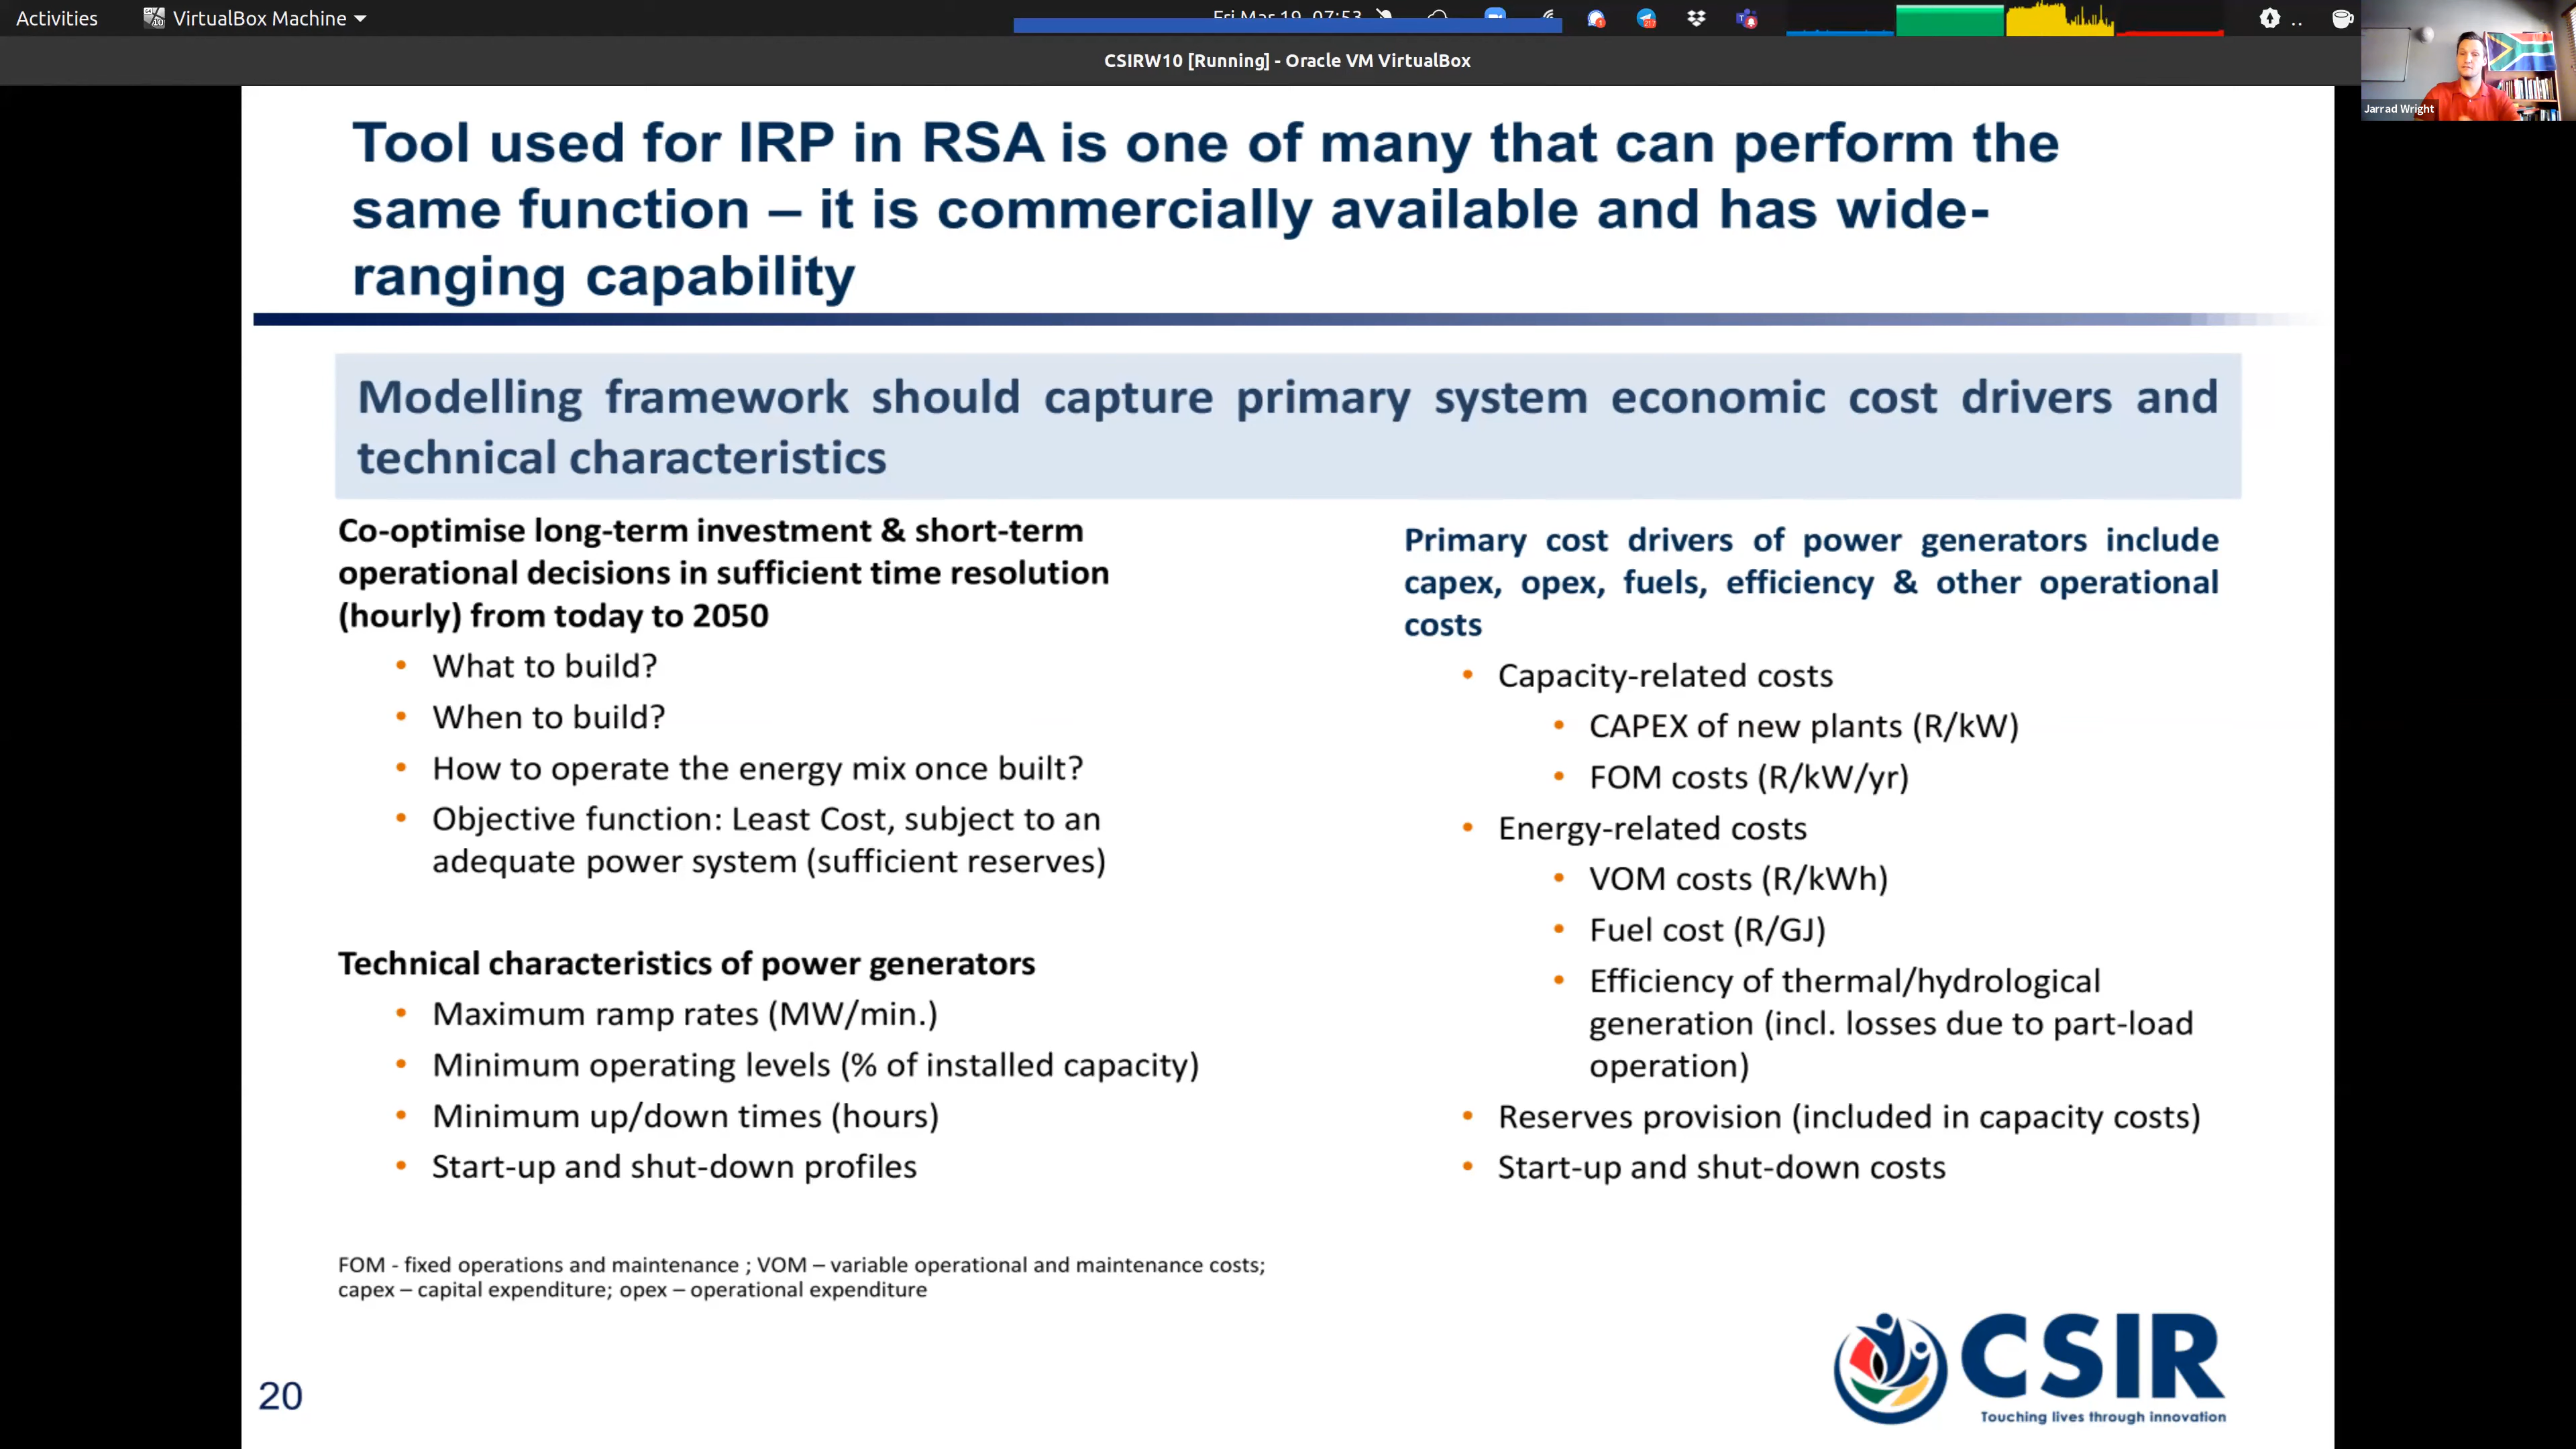 Activities
VirtualBox Machine
Fri Mar 19 07:53
CSIRW10 [Running] - Oracle VM VirtualBox
Jarrad Wright
Tool used for IRP in RSA is one of many that can perform the
same function – it is commercially available and has wide-
ranging capability
Modelling framework should capture primary system economic cost drivers and
technical characteristics
Co-optimise long-term investment & short-term
operational decisions in sufficient time resolution
(hourly) from today to 2050
• What to build?
• When to build?
• How to operate the energy mix once built?
• Objective function: Least Cost, subject to an
adequate power system (sufficient reserves)
Technical characteristics of power generators
• Maximum ramp rates (MW/min.)
• Minimum operating levels (% of installed capacity)
• Minimum up/down times (hours)
• Start-up and shut-down profiles
Primary cost drivers of power generators include
capex, opex, fuels, efficiency & other operational
costs
• Capacity-related costs
• CAPEX of new plants (R/kW)
• FOM costs (R/kW/yr)
• Energy-related costs
• VOM costs (R/kWh)
• Fuel cost (R/GJ)
• Efficiency of thermal/hydrological
generation (incl. losses due to part-load
operation)
• Reserves provision (included in capacity costs)
• Start-up and shut-down costs
FOM - fixed operations and maintenance ; VOM – variable operational and maintenance costs;
capex – capital expenditure; opex – operational expenditure
CSIR
Touching lives through innovation
20